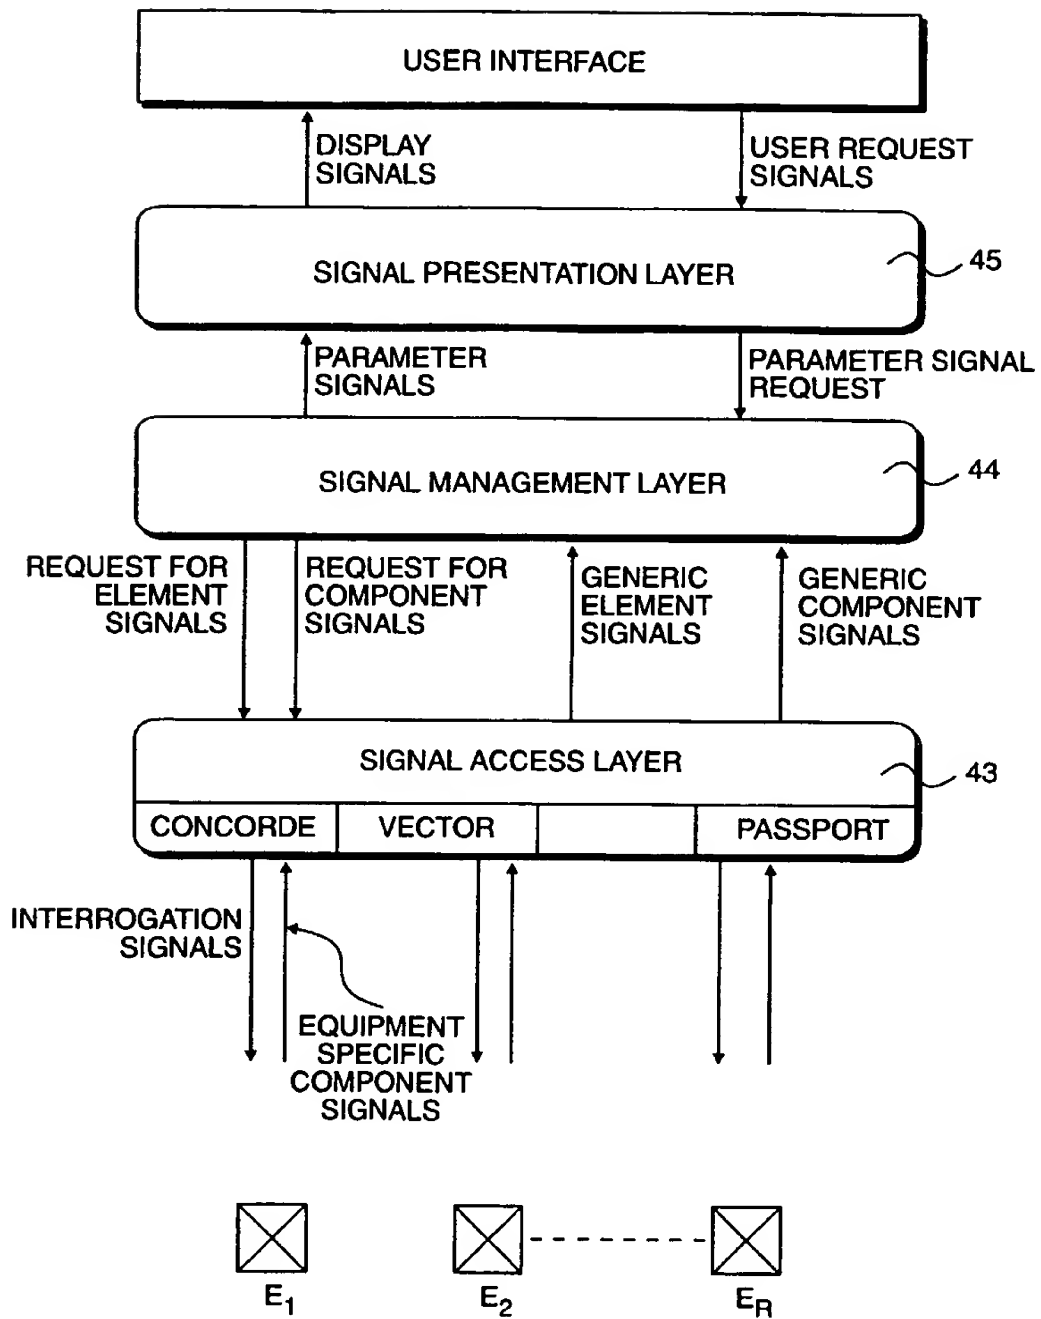 USER INTERFACE
DISPLAY
SIGNALS
USER REQUEST
SIGNALS
SIGNAL PRESENTATION LAYER
45
PARAMETER
SIGNALS
PARAMETER SIGNAL
REQUEST
SIGNAL MANAGEMENT LAYER
44
REQUEST FOR
ELEMENT
SIGNALS
REQUEST FOR
COMPONENT
SIGNALS
GENERIC
ELEMENT
SIGNALS
GENERIC
COMPONENT
SIGNALS
SIGNAL ACCESS LAYER
43
CONCORDE
VECTOR
PASSPORT
INTERROGATION
SIGNALS
EQUIPMENT
SPECIFIC
COMPONENT
SIGNALS
E1
E2
ER